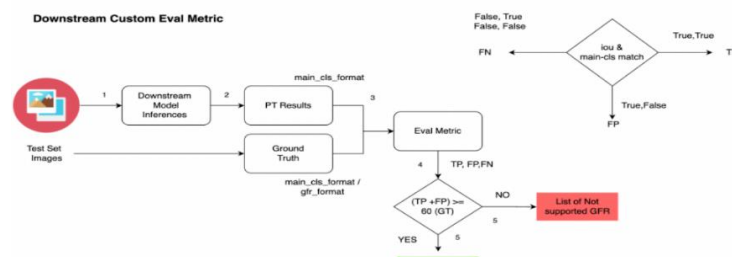 Downstream Custom Eval Metric
False, True
False, False
FN
iou &
main-cls match
True,True
T
True,False
FP
main_cls_format
1
Downstream
Model
Inferences
2
PT Results
3
Eval Metric
Test Set
Images
Ground
Truth
main_cls_format /
gfr_format
4
TP, FP,FN
(TP +FP) >=
60 (GT)
NO
5
List of Not
supported GFR
YES
5